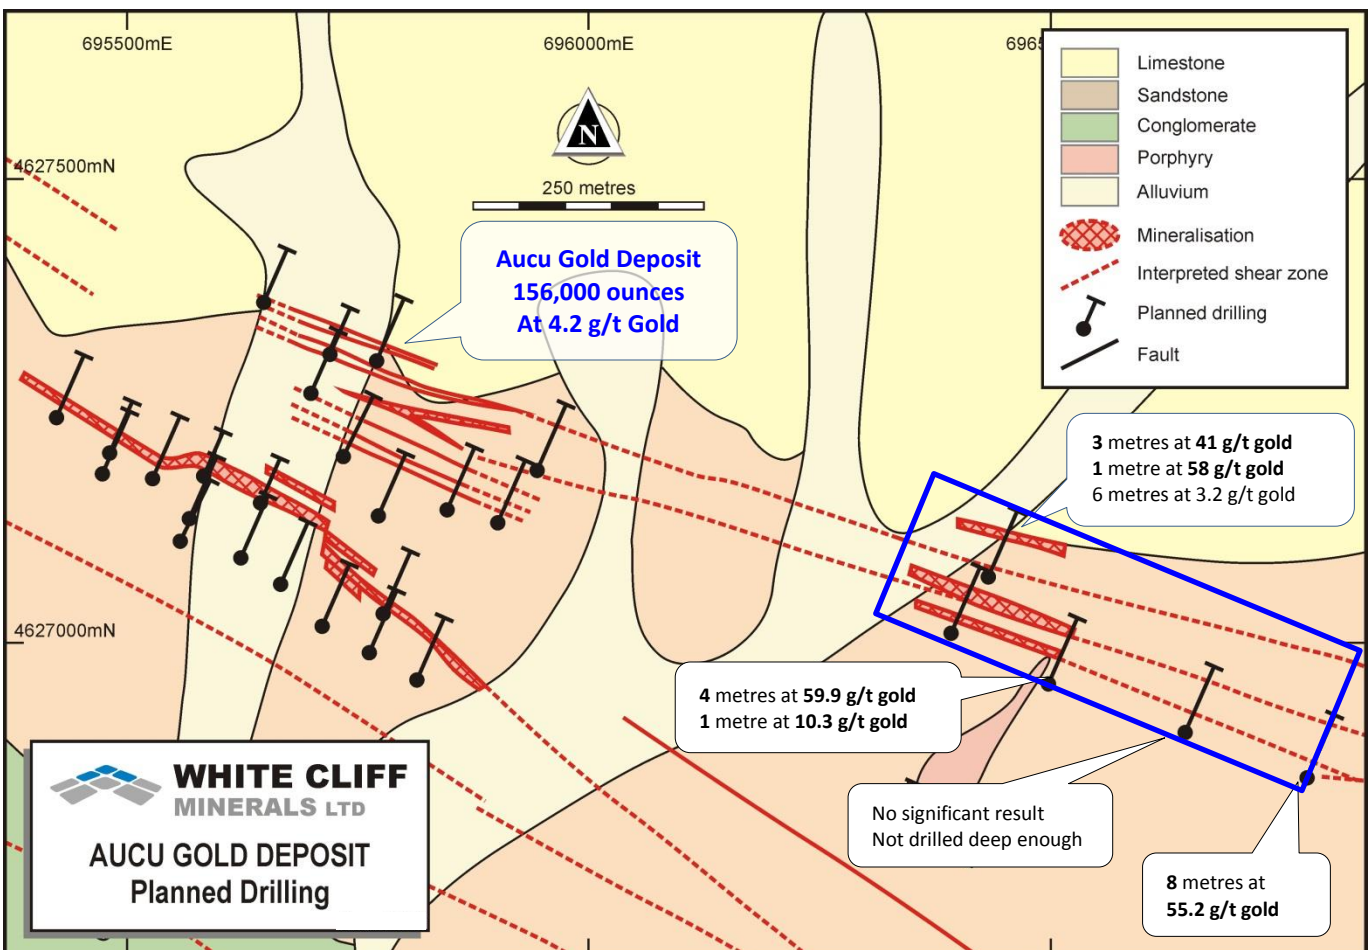 695500mE
696000mE
696
4627500mN
N
250 metres
Limestone
Sandstone
Conglomerate
Porphyry
Alluvium
Mineralisation
Interpreted shear zone
Planned drilling
Fault
Aucu Gold Deposit
156,000 ounces
At 4.2 g/t Gold
3 metres at 41 g/t gold
1 metre at 58 g/t gold
6 metres at 3.2 g/t gold
4627000mN
4 metres at 59.9 g/t gold
1 metre at 10.3 g/t gold
No significant result
Not drilled deep enough
8 metres at
55.2 g/t gold
WHITE CLIFF
MINERALS LTD
AUCU GOLD DEPOSIT
Planned Drilling